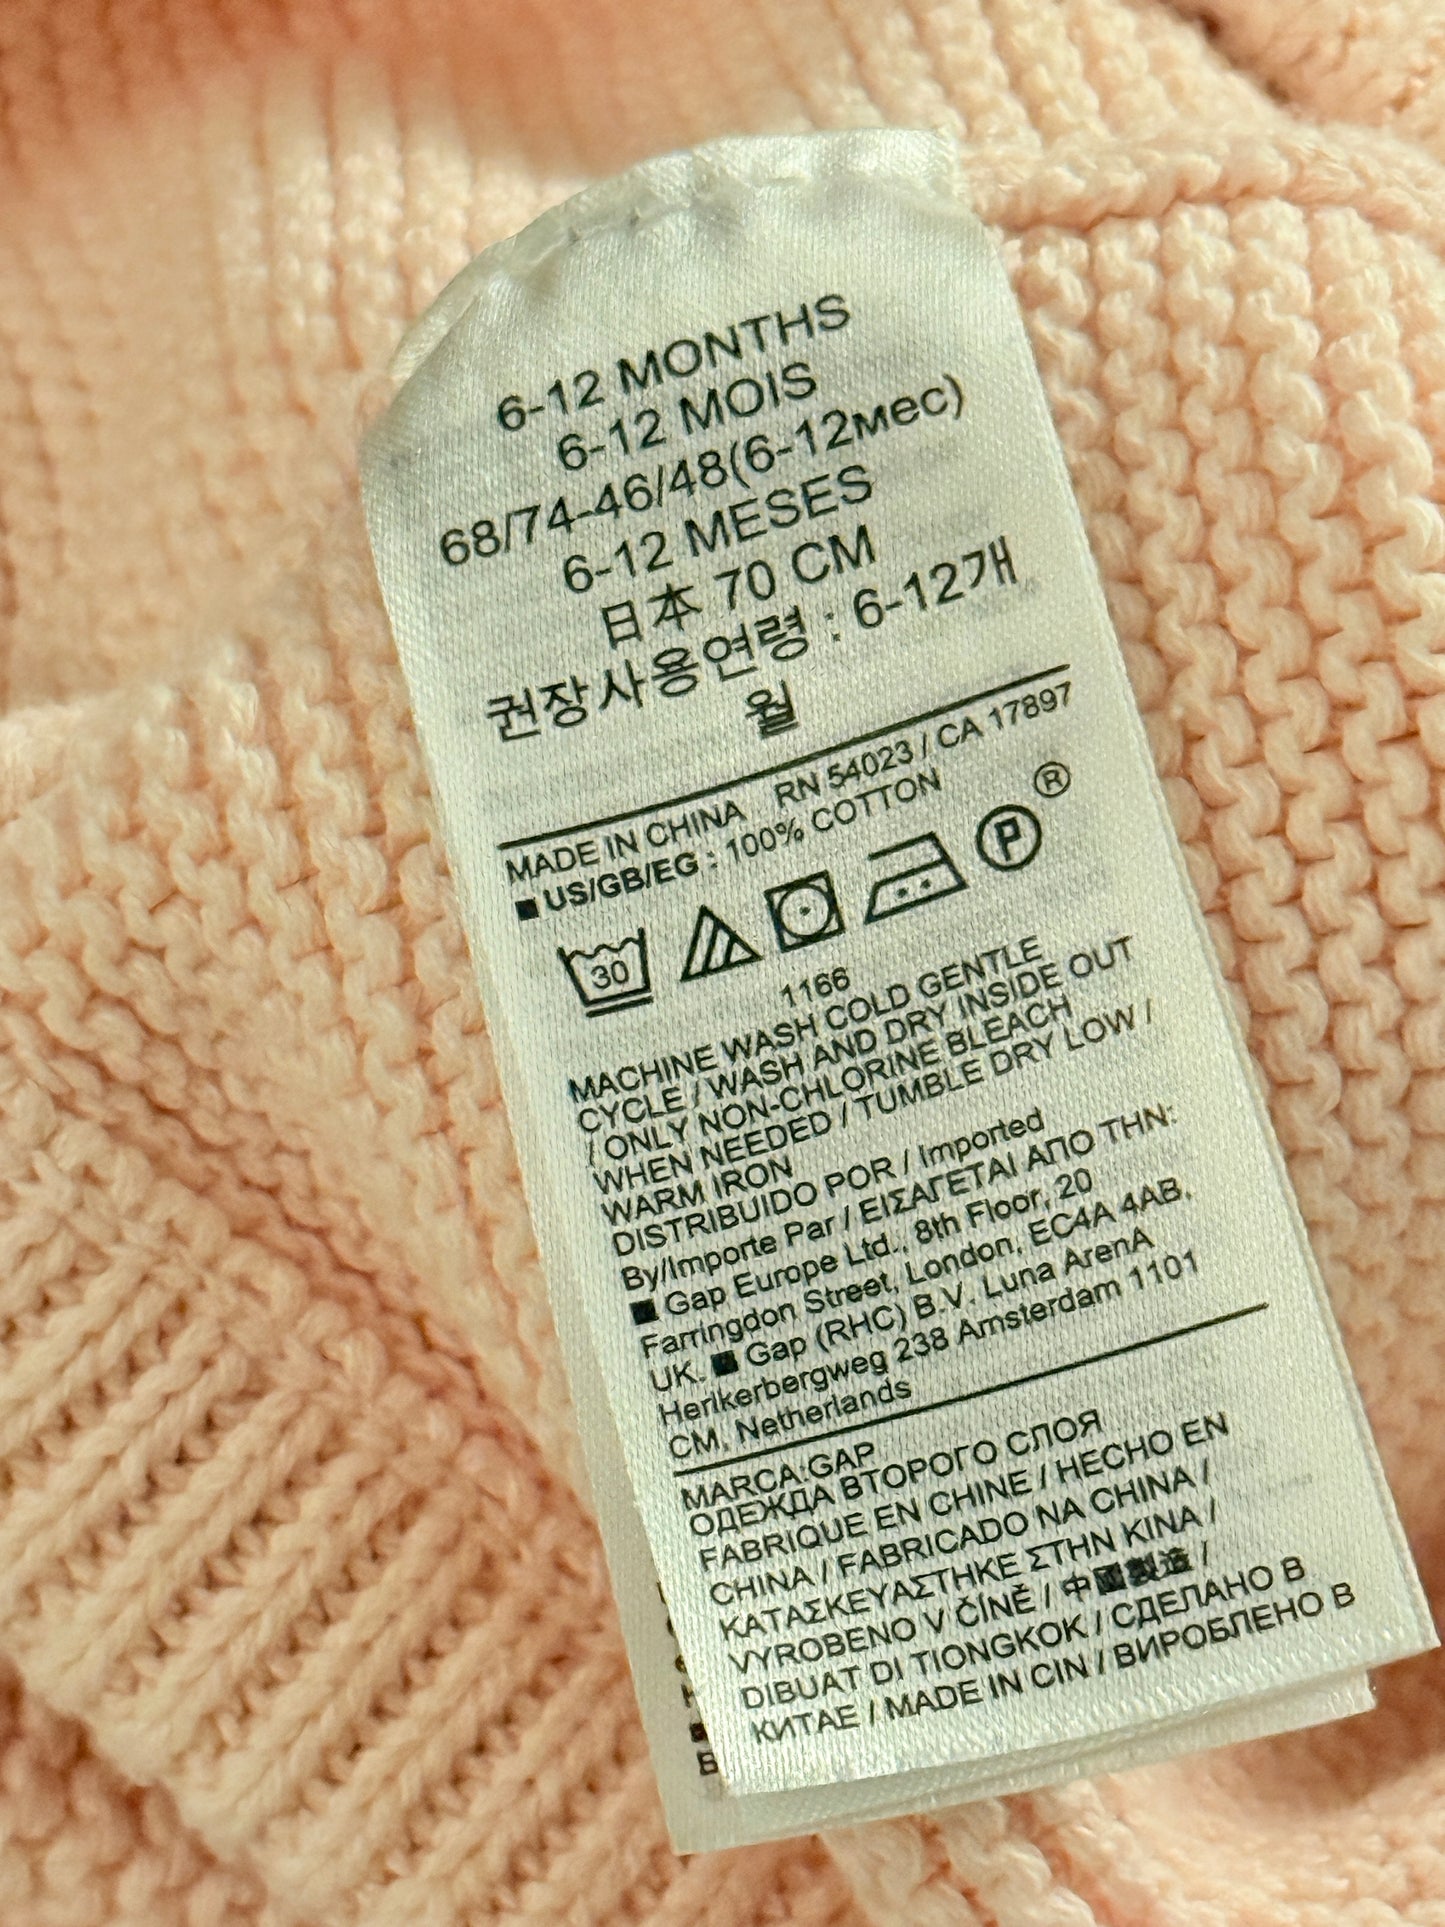 6-12 MONTHS
6-12 MOIS
68/74-46/48(6-12мес)
6-12 MESES
日本 70 CM
권장사용연령 : 6-12개
월
MADE IN CHINA RN 54023 / CA 17897
■ US/GB/EG : 100% COTTON
30 P ®
1166
MACHINE WASH COLD GENTLE
CYCLE / WASH AND DRY INSIDE OUT
/ ONLY NON-CHLORINE BLEACH
WHEN NEEDED / TUMBLE DRY LOW /
WARM IRON
DISTRIBUIDO POR / Imported
By/Importe Par / ΕΙΣΑΓΕΤΑΙ ΑΠΟ ΤΗΝ:
■ Gap Europe Ltd., 8th Floor, 20
Farringdon Street, London, EC4A 4AB,
UK. ■ Gap (RHC) B.V. Luna ArenA
Herikerbergweg 238 Amsterdam 1101
CM, Netherlands
MARCA:GAP
ОДЕЖДА ВТОРОГО СЛОЯ
FABRIQUE EN CHINE / HECHO EN
CHINA / FABRICADO NA CHINA /
ΚΑΤΑΣΚΕΥΑΣΤΗΚΕ ΣΤΗΝ ΚΙΝΑ /
VYROBENO V ČÍNĚ / 中國製造 /
DIBUAT DI TIONGKOK / СДЕЛАНО В
КИТАЕ / MADE IN CIN / ВИРОБЛЕНО В